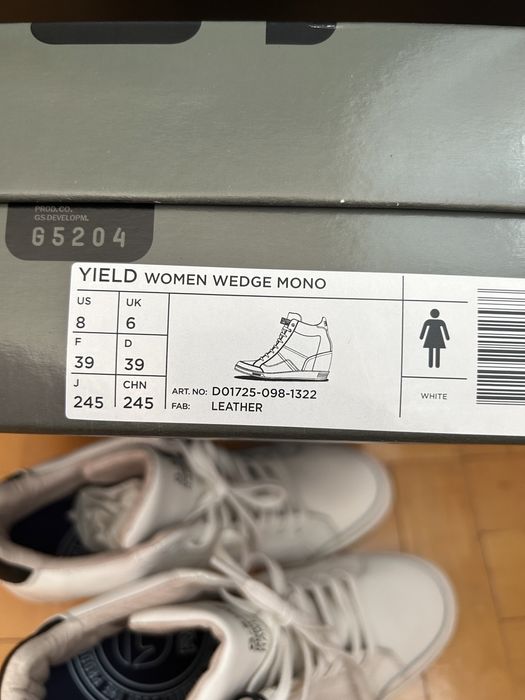 PROD. CO.
GS.DEVELOPM.
G5204
YIELD WOMEN WEDGE MONO
US UK
8 6
F D
39 39
J CHN
245 245
ART. NO: D01725-098-1322
FAB: LEATHER
WHITE